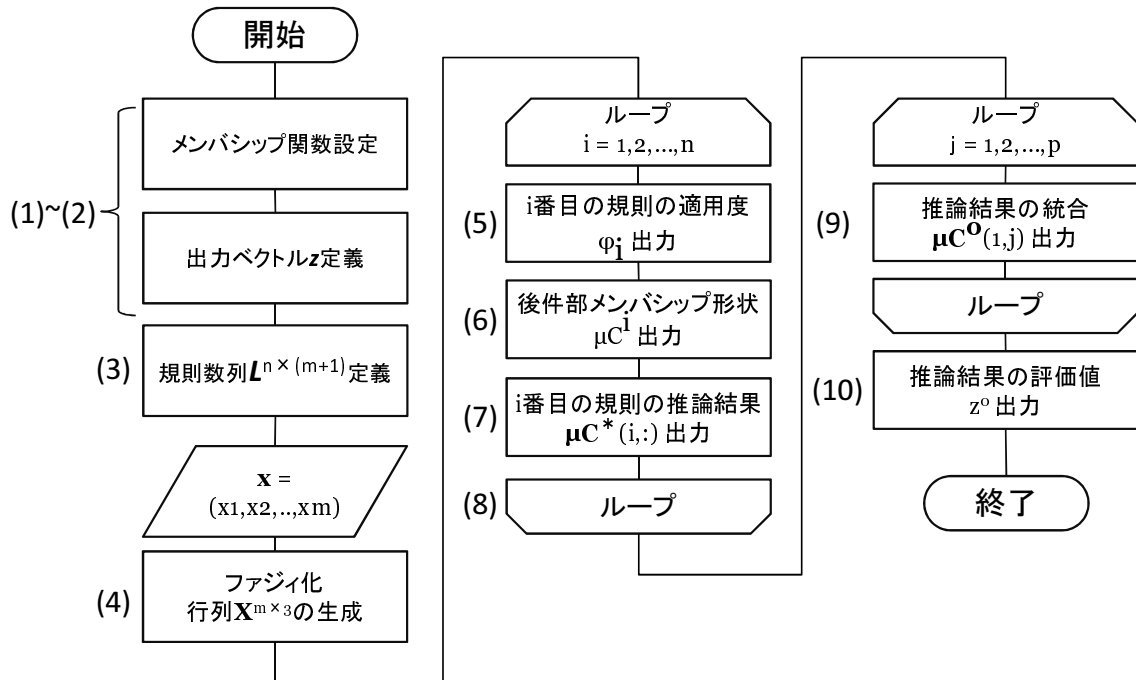 開始
(1)~(2)
メンバシップ関数設定
出力ベクトルz定義
(3)
規則数列L^n×(m+1)定義
x =
(x1,x2,..,xm)
(4)
ファジィ化
行列X^m×3の生成
ループ
i = 1,2,...,n
(5)
i番目の規則の適用度
φi 出力
(6)
後件部メンバシップ形状
μC^i 出力
(7)
i番目の規則の推論結果
μC*(i,:) 出力
(8)
ループ
ループ
j = 1,2,...,p
(9)
推論結果の統合
μC^o(1,j) 出力
ループ
(10)
推論結果の評価値
z^o 出力
終了